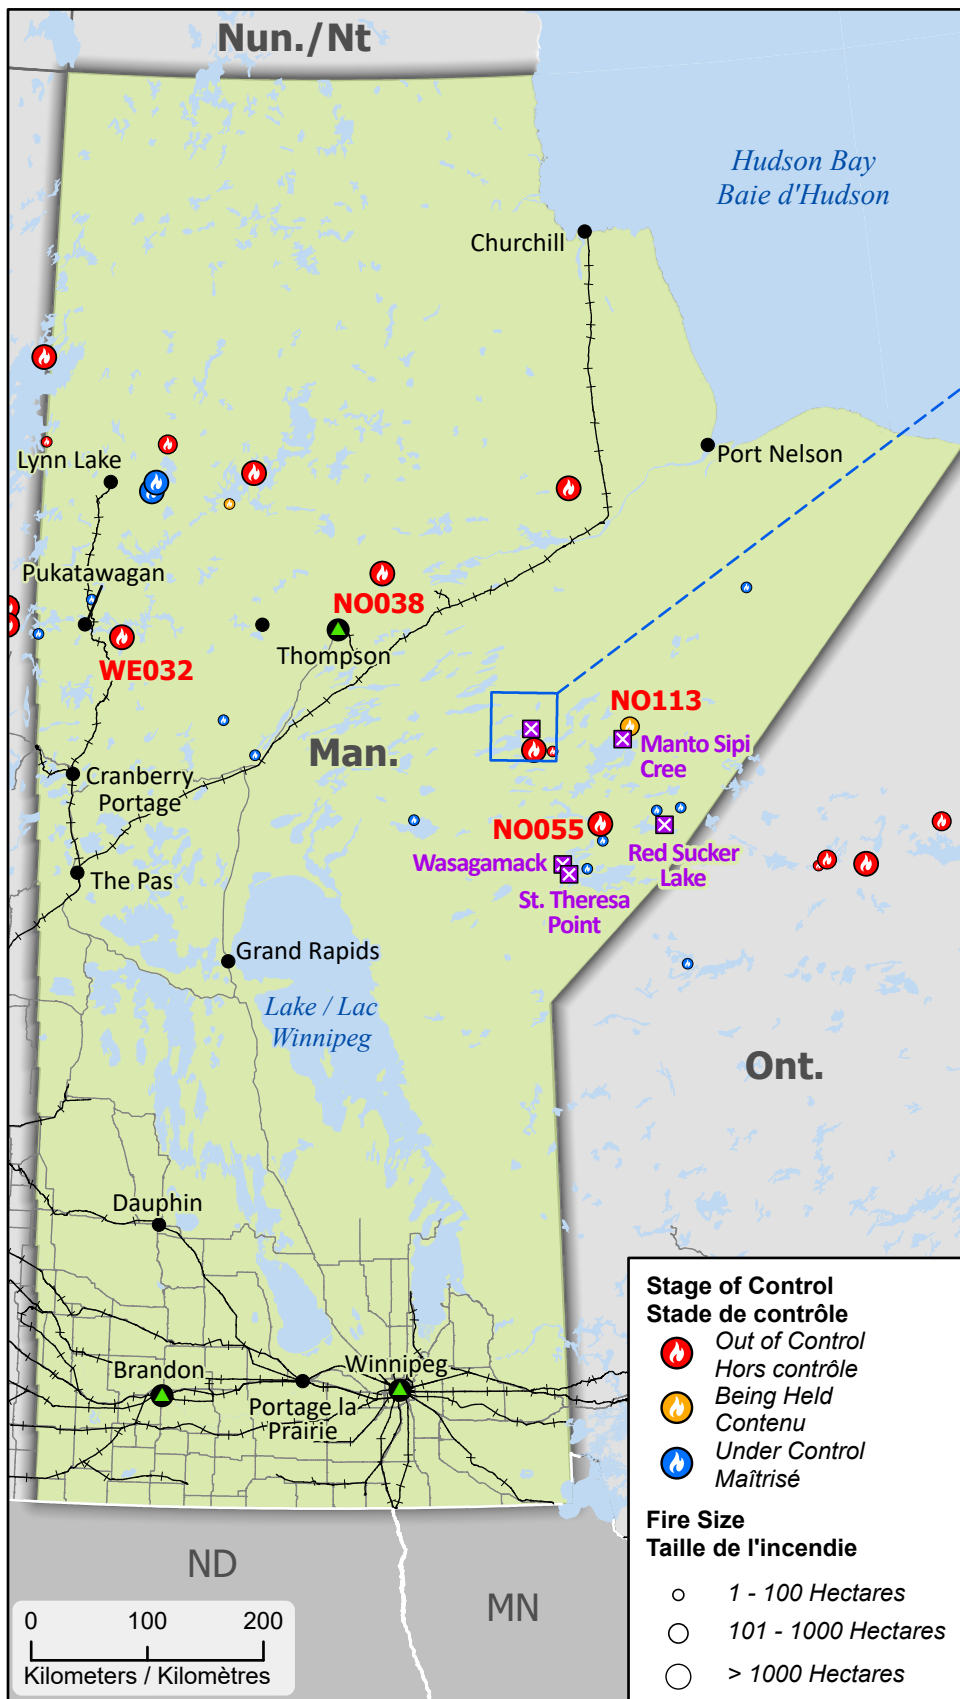 Nun./Nt
Hudson Bay
Baie d'Hudson
Churchill
Port Nelson
Lynn Lake
Pukatawagan
NO038
WE032
Thompson
NO113
Man.
Manto Sipi
Cree
Cranberry
Portage
NO055
Red Sucker
Lake
Wasagamack
The Pas
St. Theresa
Point
Grand Rapids
Lake / Lac
Winnipeg
Ont.
Dauphin
Brandon
Winnipeg
Portage la
Prairie
Stage of Control
Stade de contrôle
Out of Control
Hors contrôle
Being Held
Contenu
Under Control
Maîtrisé
Fire Size
Taille de l'incendie
1 - 100 Hectares
101 - 1000 Hectares
> 1000 Hectares
ND
MN
0 100 200
Kilometers / Kilomètres